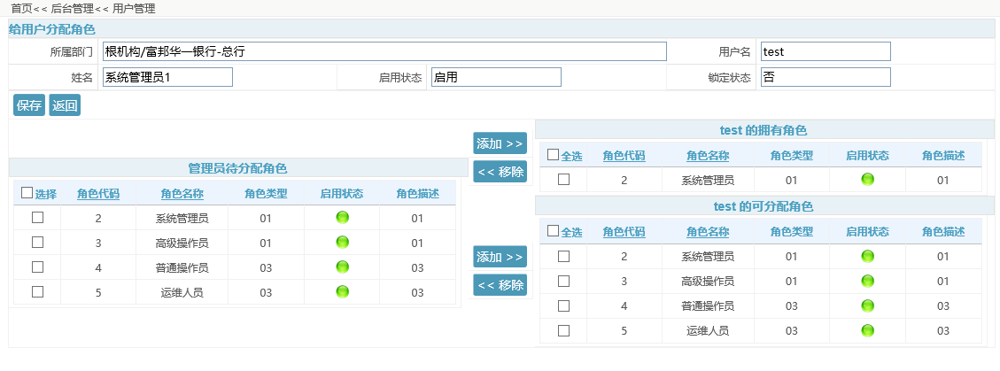 首页<< 后台管理<< 用户管理
给用户分配角色
所属部门 根机构/富邦华一银行-总行 用户名 test
姓名 系统管理员1 启用状态 启用 锁定状态 否
保存 返回
管理员待分配角色
选择 角色代码 角色名称 角色类型 启用状态 角色描述
2 系统管理员 01 01
3 高级操作员 01 01
4 普通操作员 03 03
5 运维人员 03 03
添加 >>
<< 移除
添加 >>
<< 移除
test 的拥有角色
全选 角色代码 角色名称 角色类型 启用状态 角色描述
2 系统管理员 01 01
test 的可分配角色
全选 角色代码 角色名称 角色类型 启用状态 角色描述
2 系统管理员 01 01
3 高级操作员 01 01
4 普通操作员 03 03
5 运维人员 03 03